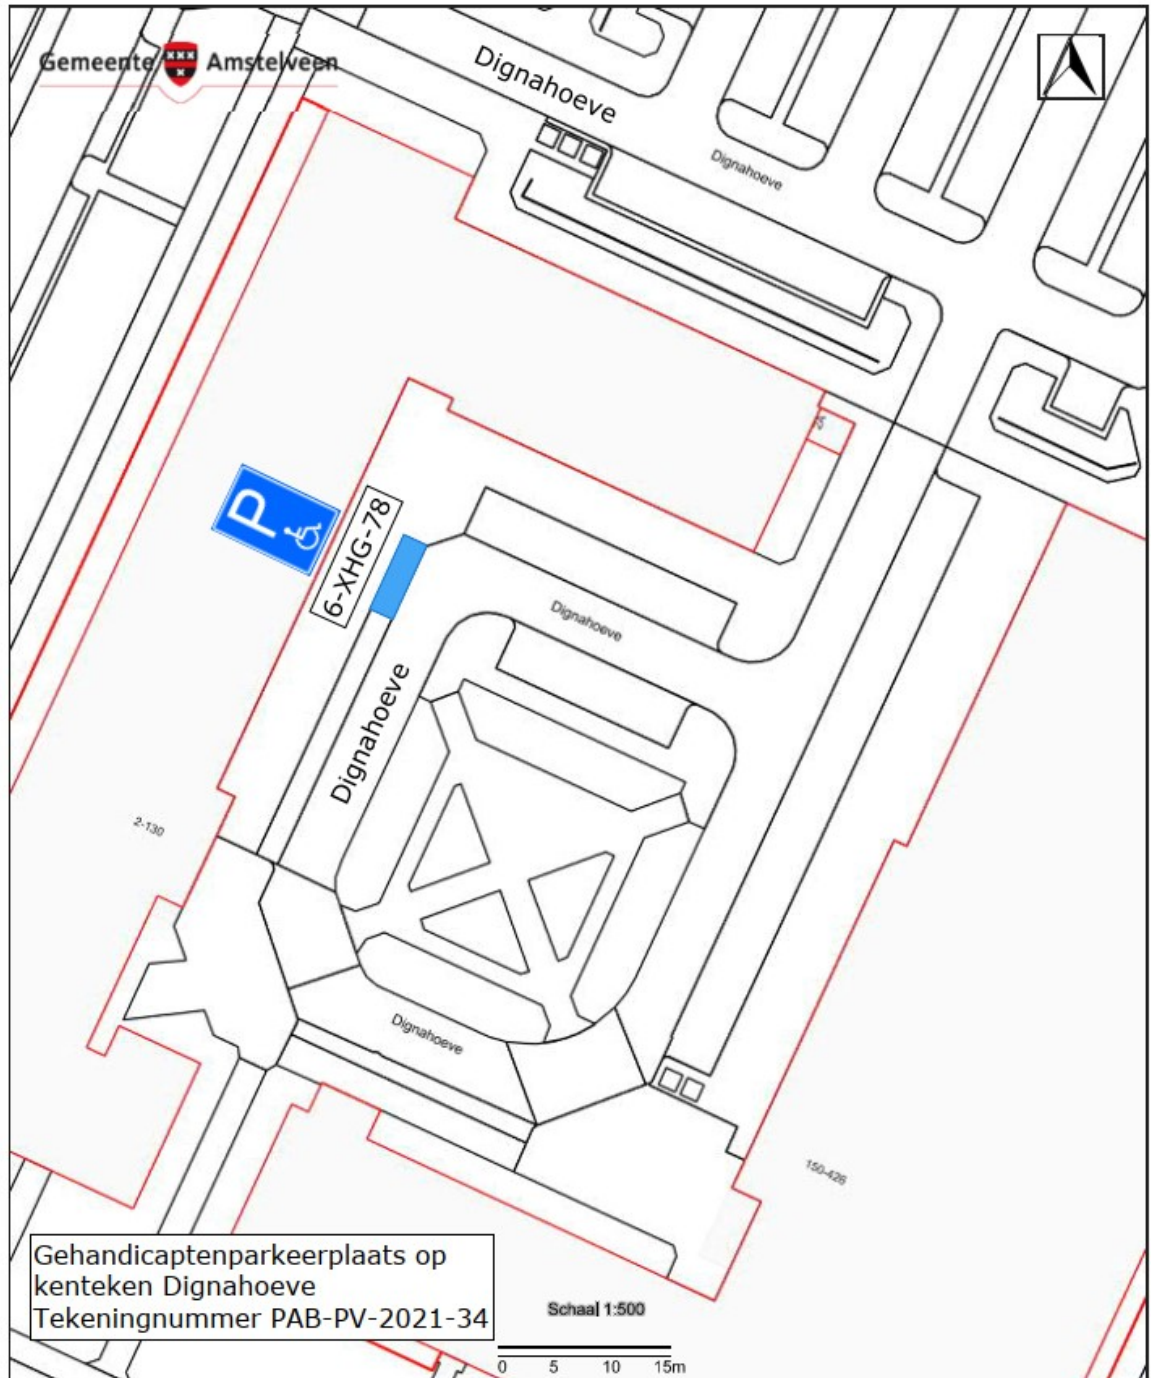 Gemeente Amstelveen
Dignahoeve
Dignahoeve
P
6-XHG-78
Dignahoeve
Dignahoeve
2-130
Dignahoeve
150-426
Gehandicaptenparkeerplaats op
kenteken Dignahoeve
Tekeningnummer PAB-PV-2021-34
Schaal 1:500
0 5 10 15m